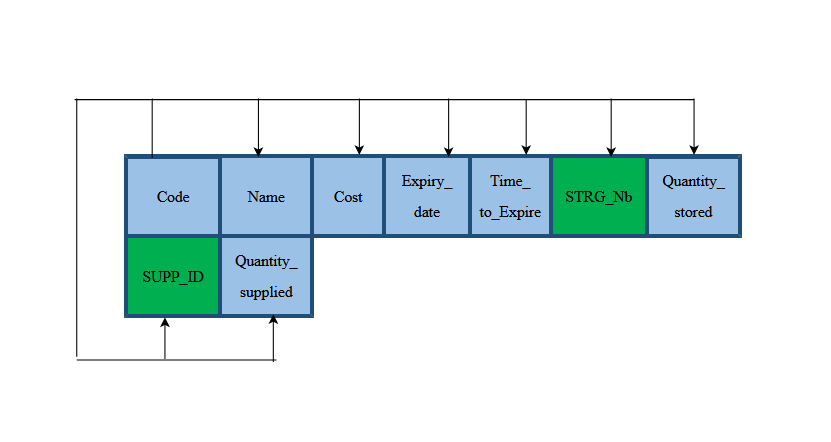 Code
Name
Cost
Expiry_
date
Time_
to_Expire
STRG_Nb
Quantity_
stored
SUPP_ID
Quantity_
supplied